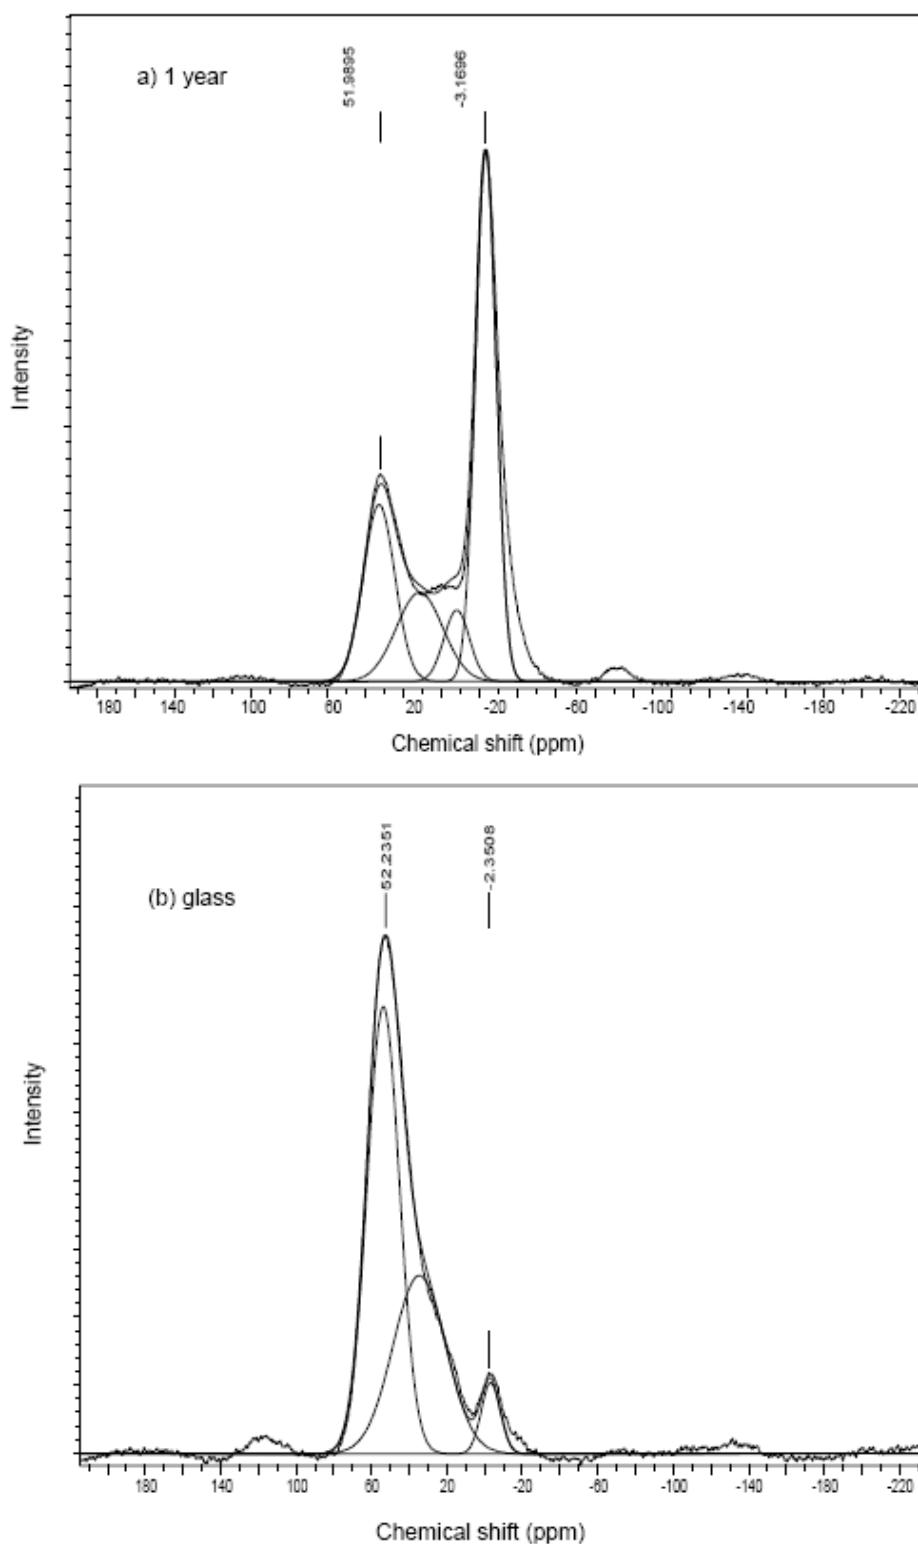 a) 1 year
51.9895
-3.1696
Intensity
180 140 100 60 20 -20 -60 -100 -140 -180 -220
Chemical shift (ppm)
(b) glass
52.2351
-2.3508
Intensity
180 140 100 60 20 -20 -60 -100 -140 -180 -220
Chemical shift (ppm)